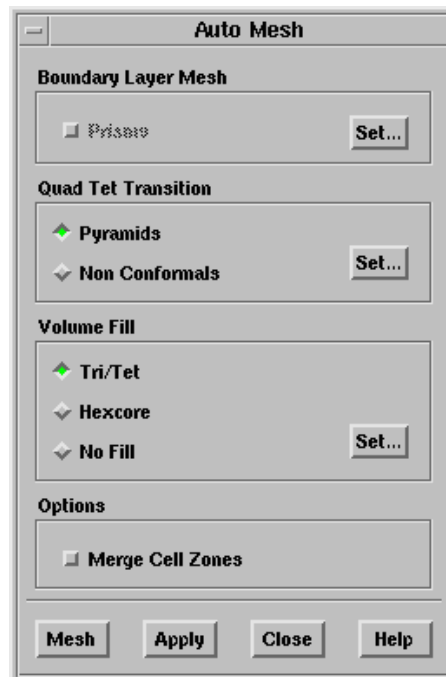 Auto Mesh
Boundary Layer Mesh
Prisms
Set...
Quad Tet Transition
Pyramids
Set...
Non Conformals
Volume Fill
Tri/Tet
Hexcore
Set...
No Fill
Options
Merge Cell Zones
Mesh Apply Close Help